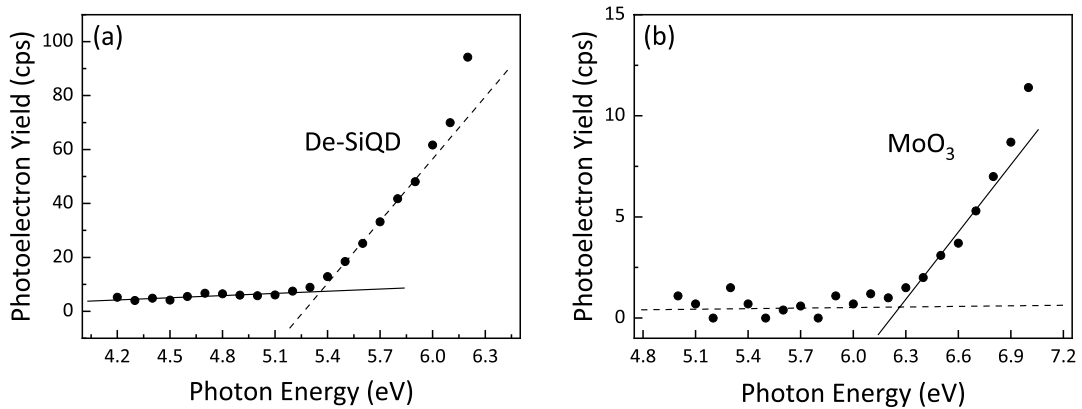 (a)
De-SiQD
Photoelectron Yield (cps)
100
80
60
40
20
0
4.2 4.5 4.8 5.1 5.4 5.7 6.0 6.3
Photon Energy (eV)
(b)
MoO₃
Photoelectron Yield (cps)
15
10
5
0
4.8 5.1 5.4 5.7 6.0 6.3 6.6 6.9 7.2
Photon Energy (eV)